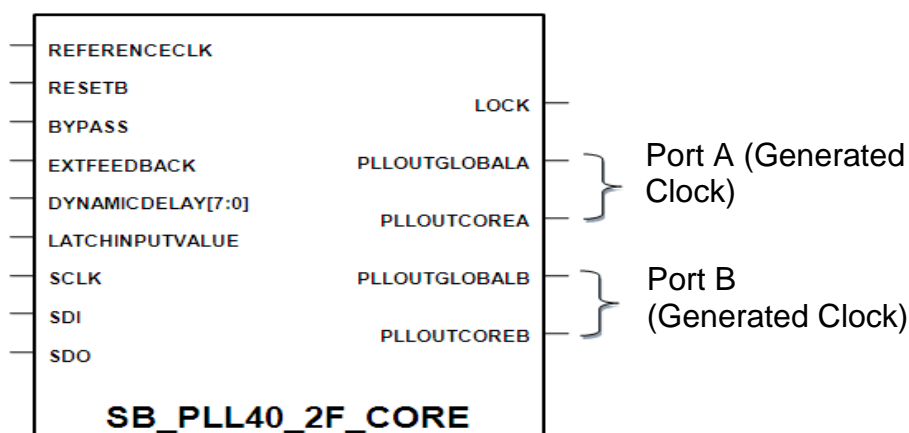 REFERENCECLK
RESETB
BYPASS
EXTFEEDBACK
DYNAMICDELAY[7:0]
LATCHINPUTVALUE
SCLK
SDI
SDO
LOCK
PLLOUTGLOBALA
PLLOUTCOREA
PLLOUTGLOBALB
PLLOUTCOREB
Port A (Generated
Clock)
Port B
(Generated Clock)
SB_PLL40_2F_CORE